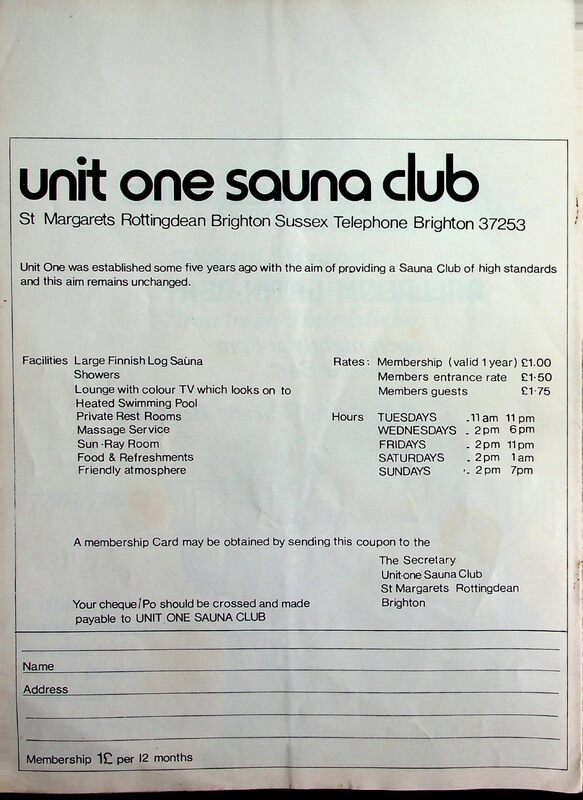 unit one sauna club
St Margarets Rottingdean Brighton Sussex Telephone Brighton 37253
Unit One was established some five years ago with the aim of providing a Sauna Club of high standards
and this aim remains unchanged.
Facilities Large Finnish Log Sauna
Showers
Lounge with colour TV which looks on to
Heated Swimming Pool
Private Rest Rooms
Massage Service
Sun-Ray Room
Food & Refreshments
Friendly atmosphere
Rates: Membership (valid 1 year) £1.00
Members entrance rate £1·50
Members guests £1·75
Hours TUESDAYS - 11 am 11 pm
WEDNESDAYS - 2 pm 6 pm
FRIDAYS - 2 pm 11 pm
SATURDAYS - 2 pm 1 am
SUNDAYS - 2 pm 7 pm
A membership Card may be obtained by sending this coupon to the
The Secretary
Unit-one Sauna Club
St Margarets Rottingdean
Brighton
Your cheque/Po should be crossed and made
payable to UNIT ONE SAUNA CLUB
Name
Address
Membership 1£ per 12 months